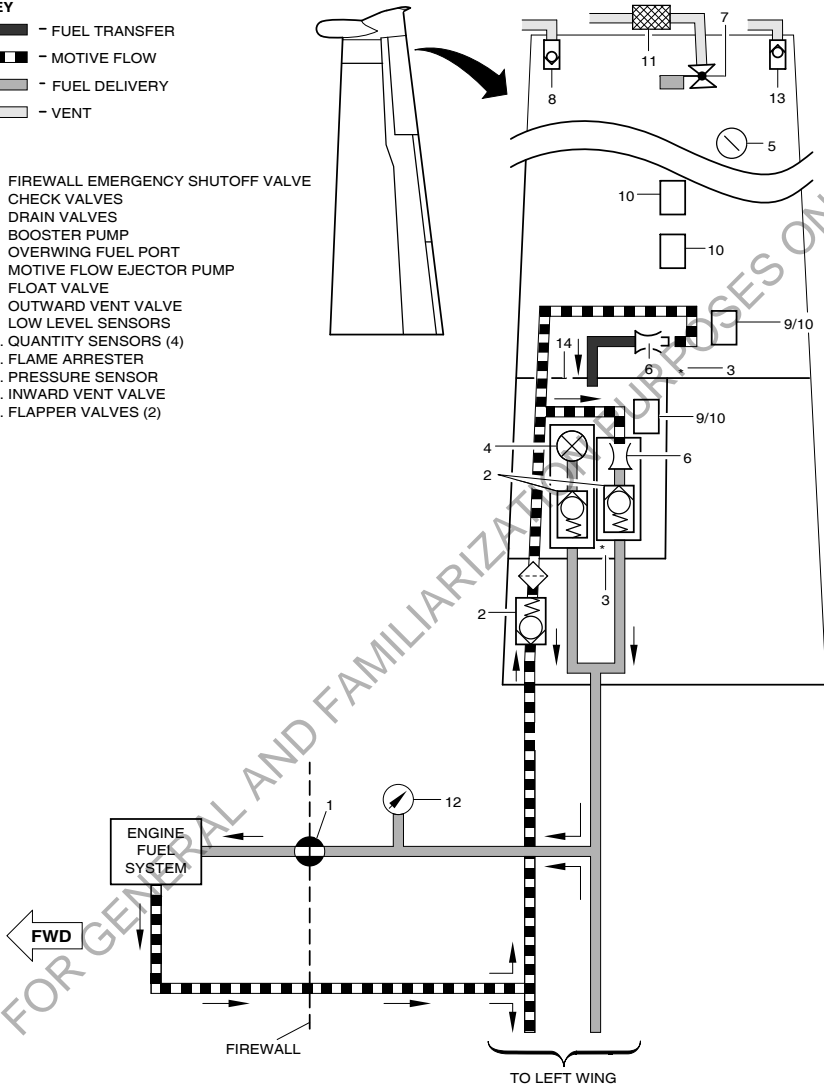 EY
– FUEL TRANSFER
– MOTIVE FLOW
- FUEL DELIVERY
– VENT
FIREWALL EMERGENCY SHUTOFF VALVE
CHECK VALVES
DRAIN VALVES
BOOSTER PUMP
OVERWING FUEL PORT
MOTIVE FLOW EJECTOR PUMP
FLOAT VALVE
OUTWARD VENT VALVE
LOW LEVEL SENSORS
. QUANTITY SENSORS (4)
. FLAME ARRESTER
. PRESSURE SENSOR
. INWARD VENT VALVE
. FLAPPER VALVES (2)
7
11
8
13
5
10
10
9/10
14
6
* 3
9/10
4
6
2
*
3
2
1
12
ENGINE
FUEL
SYSTEM
FWD
FIREWALL
TO LEFT WING
FOR GENERAL AND FAMILIARIZATION PURPOSES ON